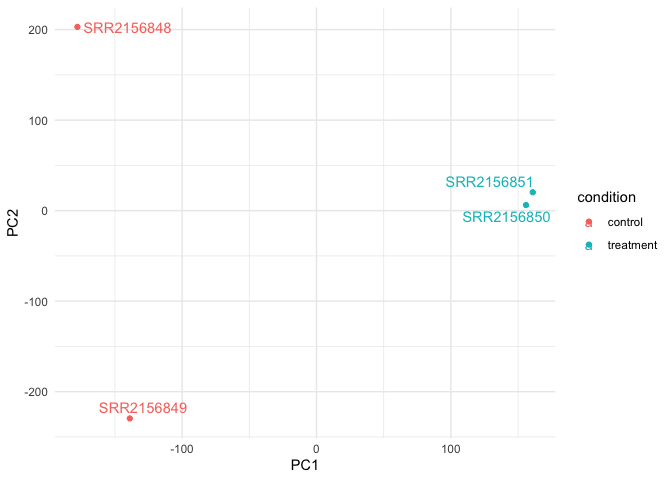 200
100
0
-100
-200
PC2
SRR2156848
SRR2156851
SRR2156850
SRR2156849
-100
0
100
PC1
condition
a control
a treatment